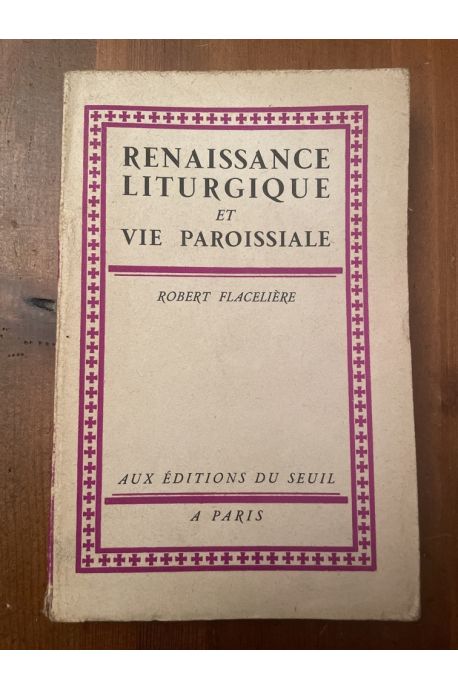 RENAISSANCE
LITURGIQUE
ET
VIE PAROISSIALE
ROBERT FLACELIÈRE
AUX ÉDITIONS DU SEUIL
A PARIS